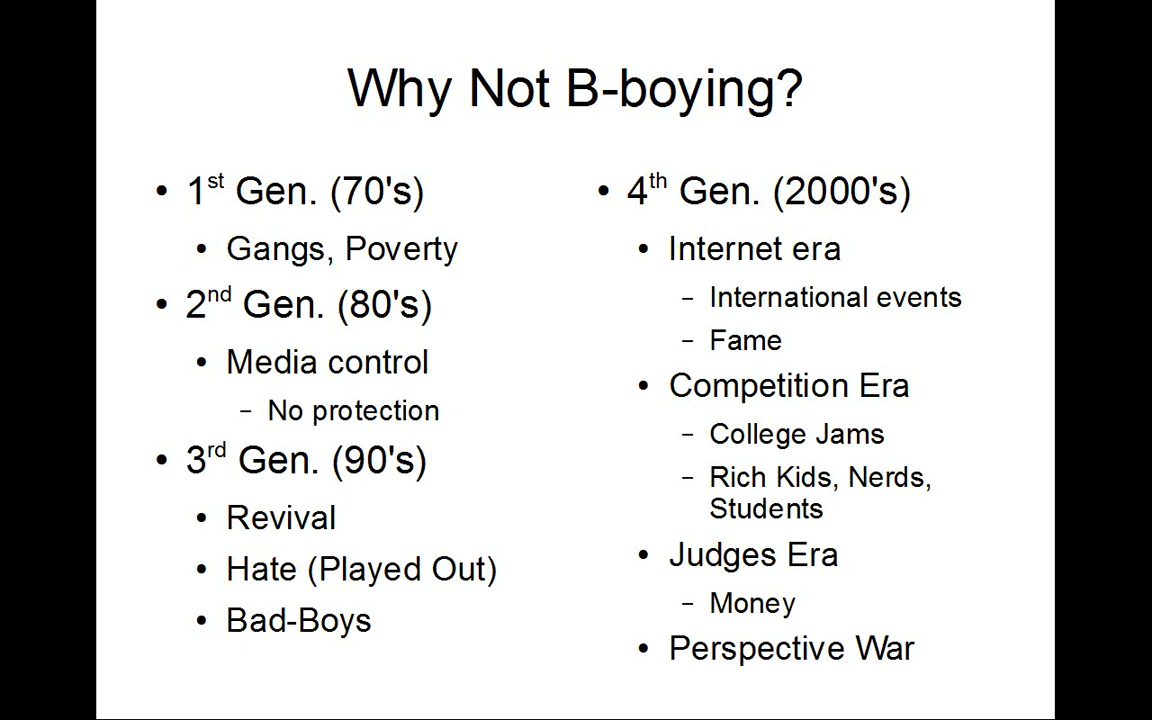 Why Not B-boying?
• 1st Gen. (70's)
• Gangs, Poverty
• 2nd Gen. (80's)
• Media control
– No protection
• 3rd Gen. (90's)
• Revival
• Hate (Played Out)
• Bad-Boys
• 4th Gen. (2000's)
• Internet era
– International events
– Fame
• Competition Era
– College Jams
– Rich Kids, Nerds,
Students
• Judges Era
– Money
• Perspective War